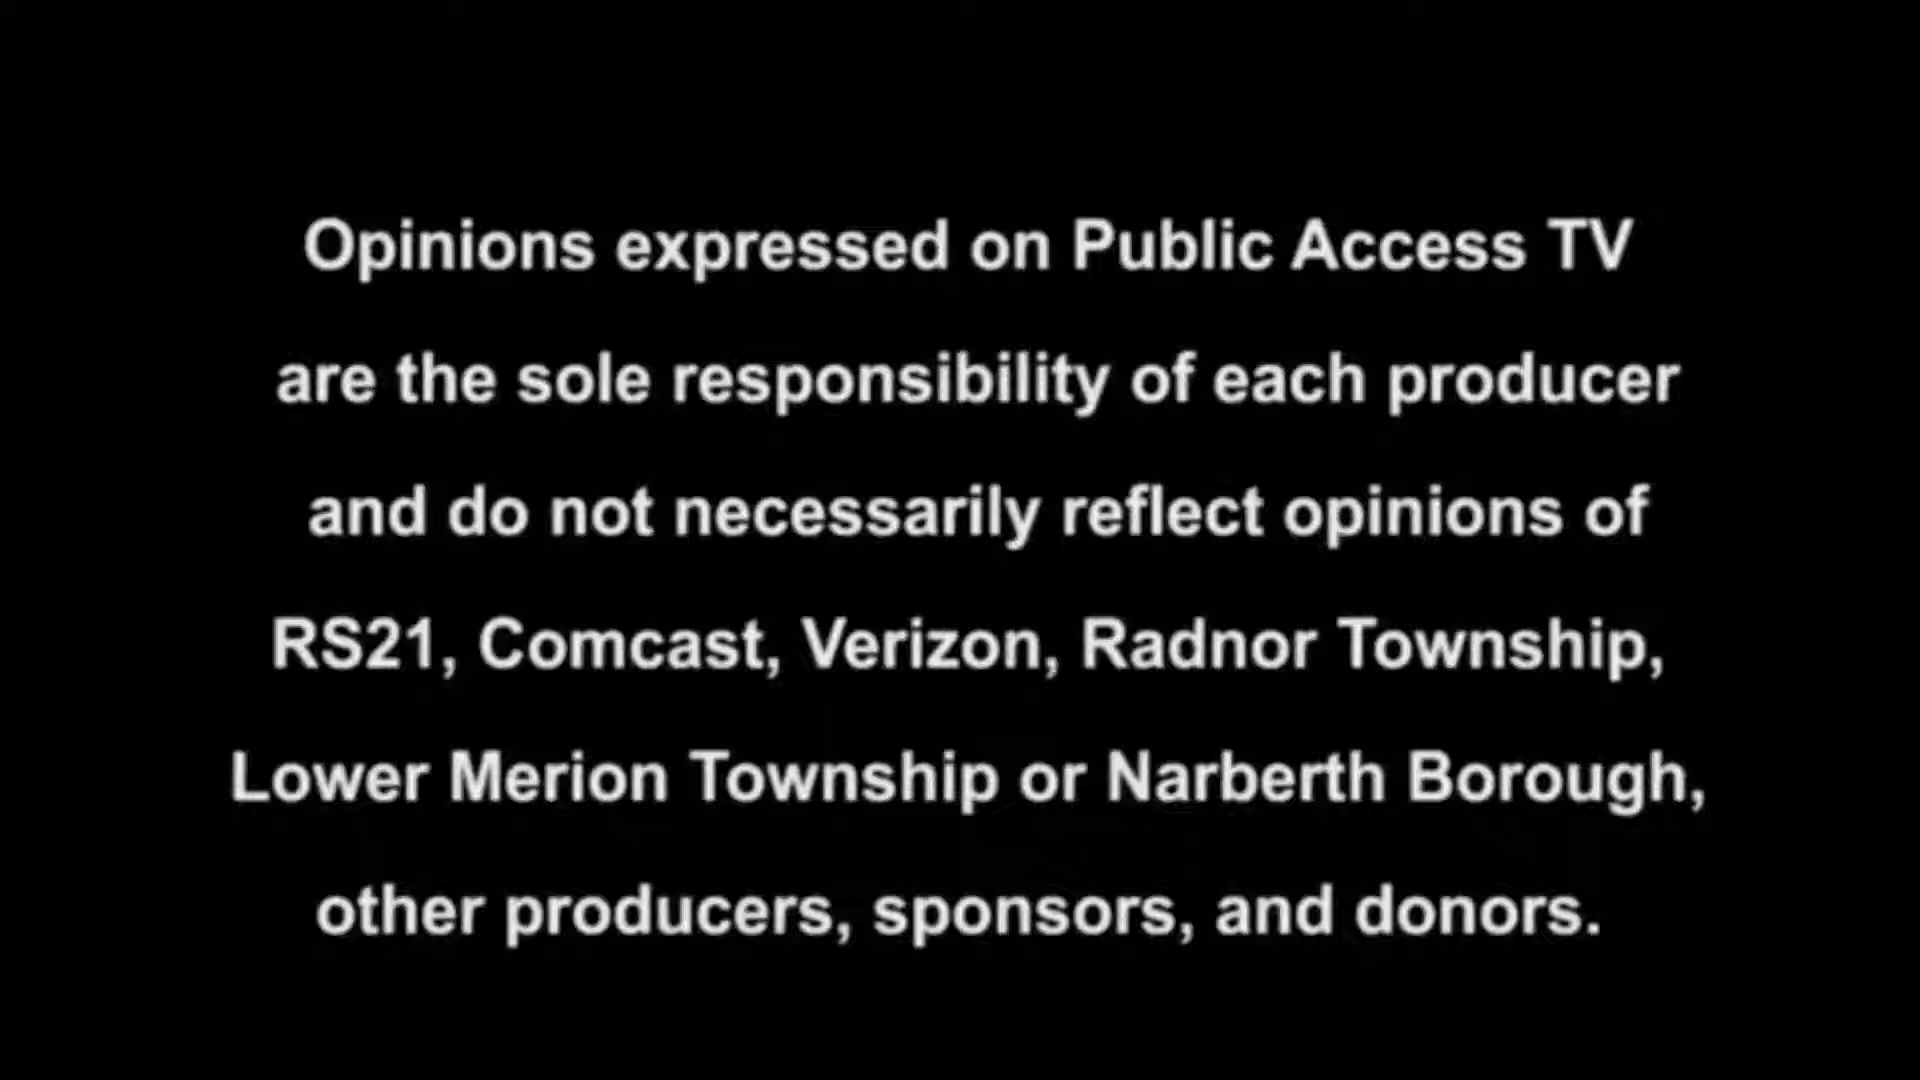 Opinions expressed on Public Access TV
are the sole responsibility of each producer
and do not necessarily reflect opinions of
RS21, Comcast, Verizon, Radnor Township,
Lower Merion Township or Narberth Borough,
other producers, sponsors, and donors.